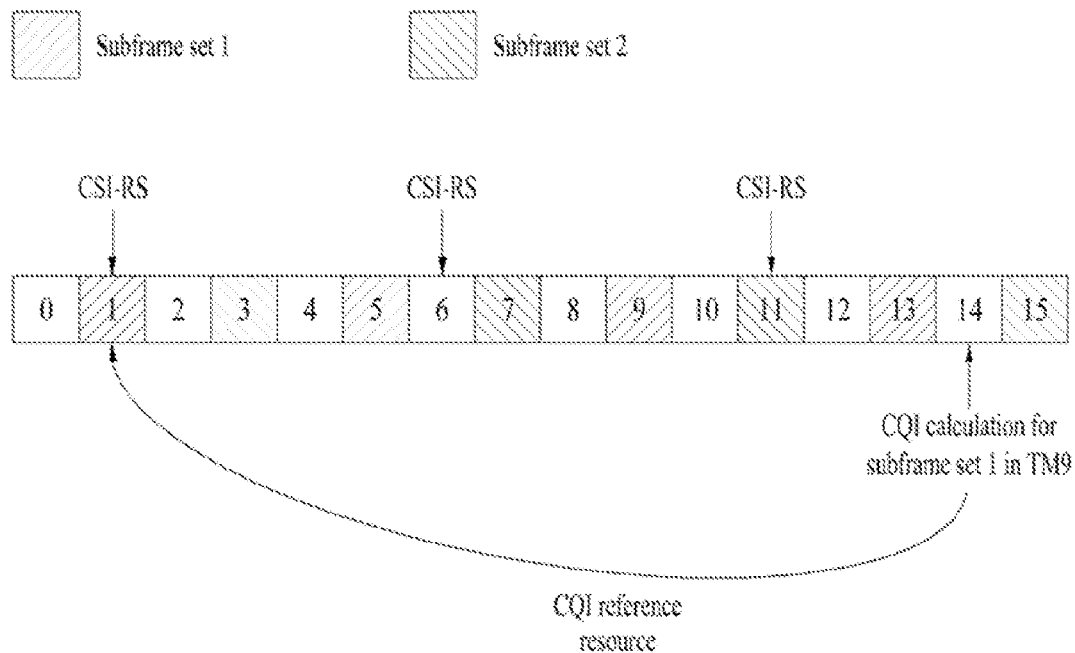 Subframe set 1
Subframe set 2
CSI-RS
CSI-RS
CSI-RS
0 1 2 3 4 5 6 7 8 9 10 11 12 13 14 15
CQI calculation for
subframe set 1 in TM9
CQI reference
resource